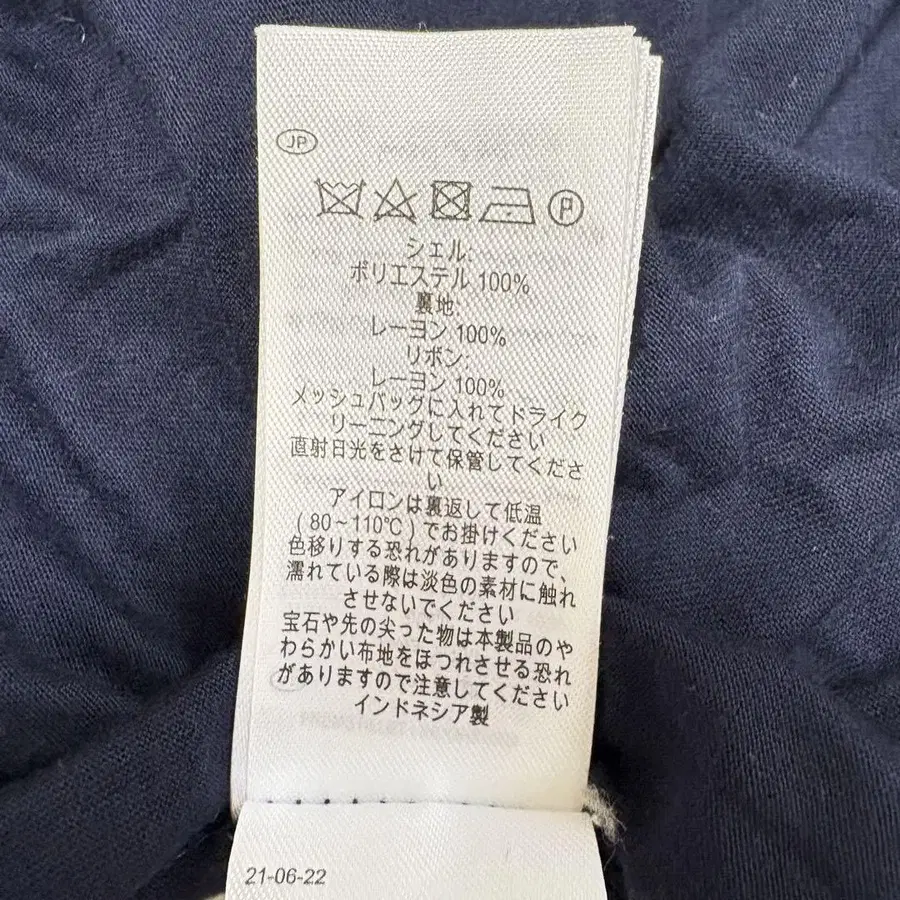 JP
P
シェル:
ポリエステル 100%
裏地:
レーヨン 100%
リボン:
レーヨン 100%
メッシュバッグに入れてドライク
リーニングしてください
直射日光をさけて保管してくださ
い
アイロンは裏返して低温
(80~110℃)でお掛けください
色移りする恐れがありますので、
濡れている際は淡色の素材に触れ
させないでください
宝石や先の尖った物は本製品のや
わらかい布地をほつれさせる恐れ
がありますので注意してください
インドネシア製
21-06-22